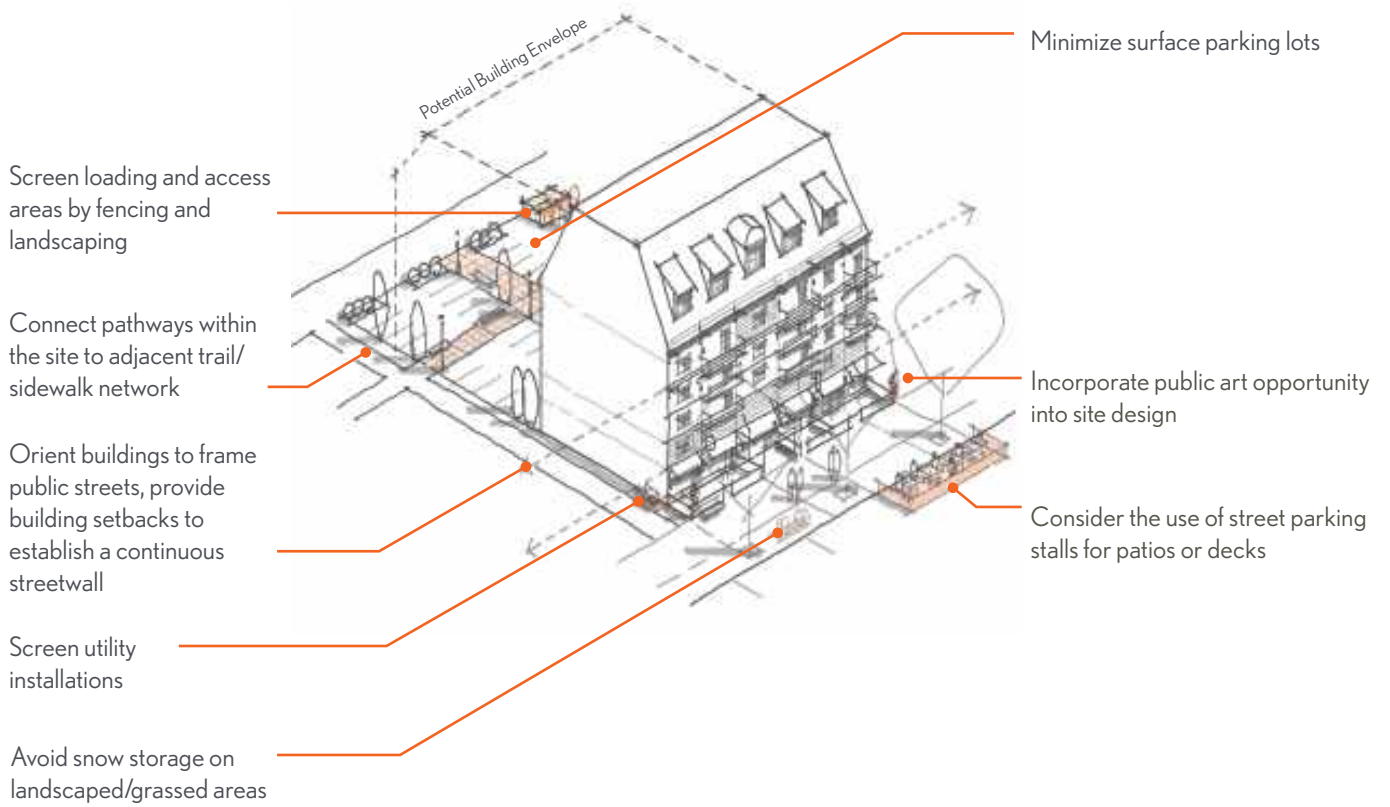 Potential Building Envelope
Minimize surface parking lots
Screen loading and access
areas by fencing and
landscaping
Connect pathways within
the site to adjacent trail/
sidewalk network
Orient buildings to frame
public streets, provide
building setbacks to
establish a continuous
streetwall
Screen utility
installations
Avoid snow storage on
landscaped/grassed areas
Incorporate public art opportunity
into site design
Consider the use of street parking
stalls for patios or decks